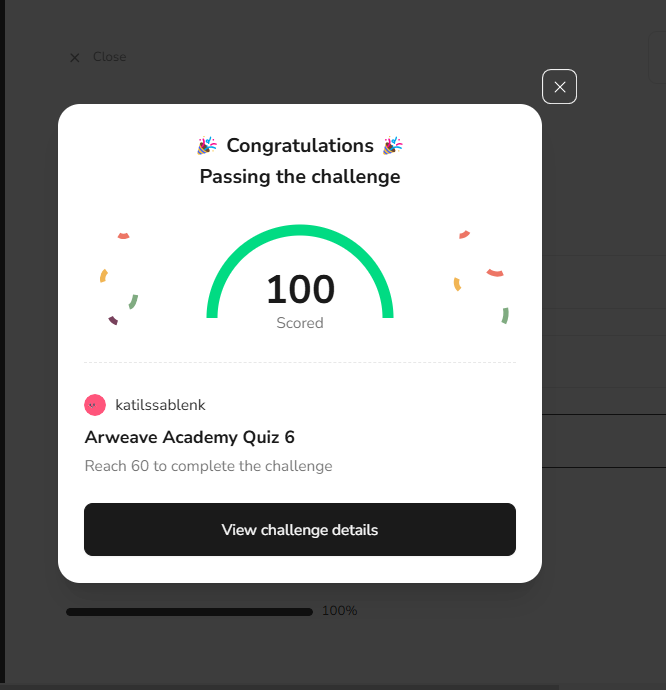 Close
Congratulations
Passing the challenge
100
Scored
katilssablenk
Arweave Academy Quiz 6
Reach 60 to complete the challenge
View challenge details
100%